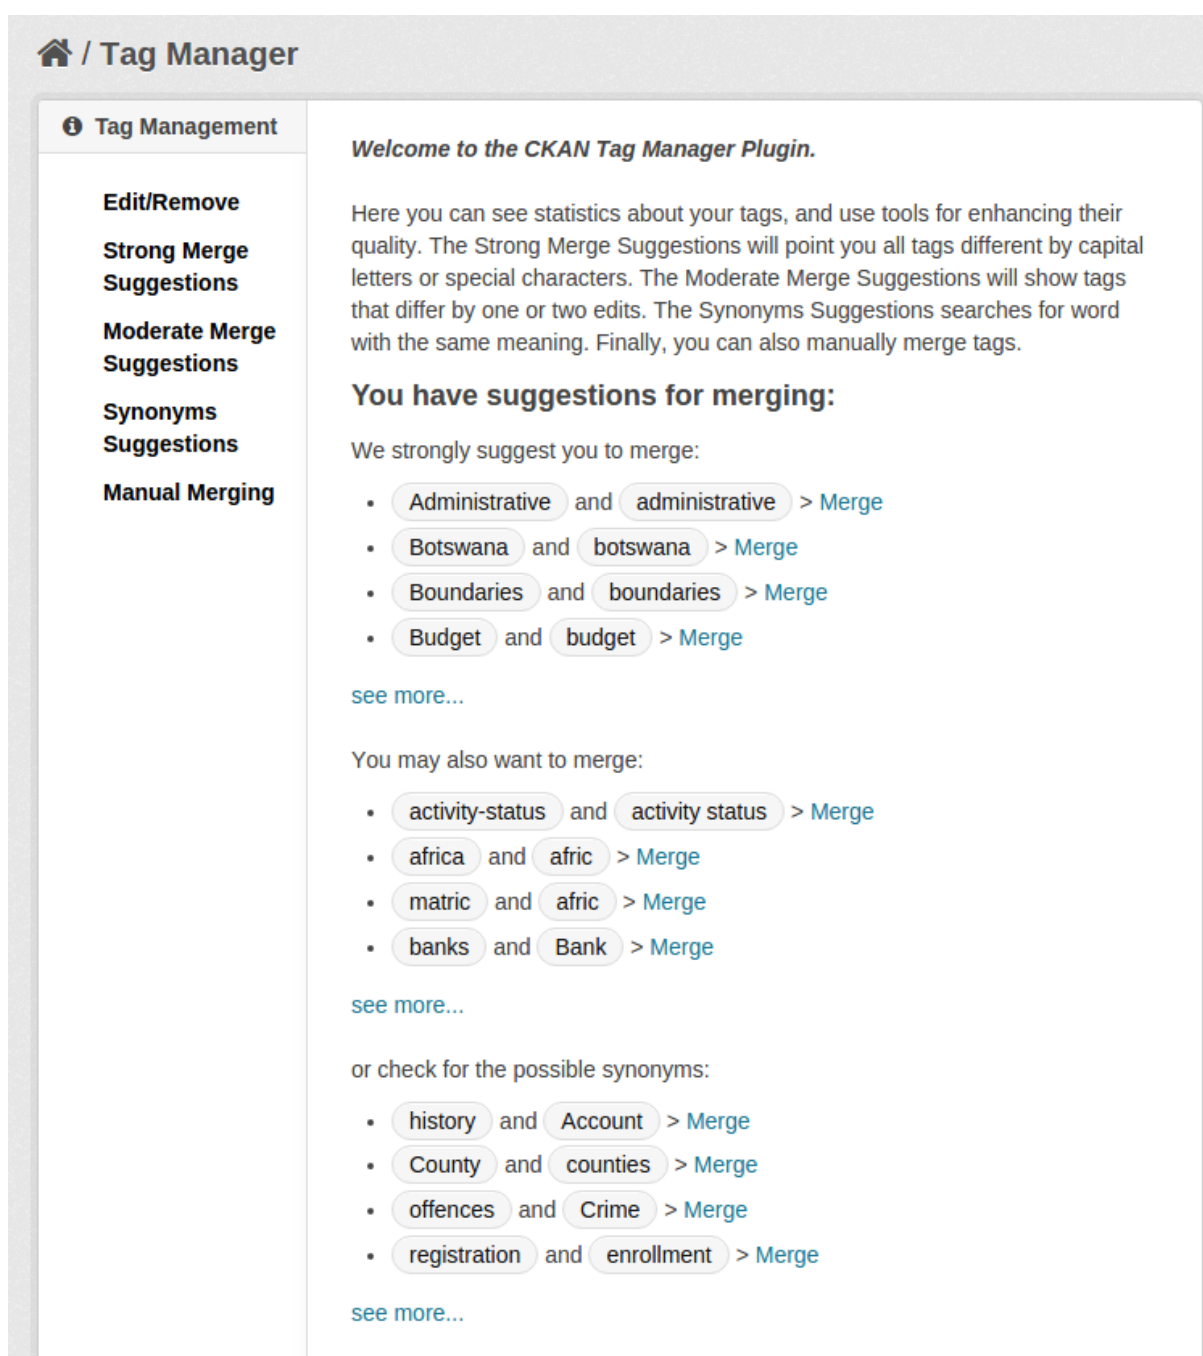 / Tag Manager
Tag Management
Edit/Remove
Strong Merge
Suggestions
Moderate Merge
Suggestions
Synonyms
Suggestions
Manual Merging
Welcome to the CKAN Tag Manager Plugin.
Here you can see statistics about your tags, and use tools for enhancing their
quality. The Strong Merge Suggestions will point you all tags different by capital
letters or special characters. The Moderate Merge Suggestions will show tags
that differ by one or two edits. The Synonyms Suggestions searches for word
with the same meaning. Finally, you can also manually merge tags.
You have suggestions for merging:
We strongly suggest you to merge:
• Administrative and administrative > Merge
• Botswana and botswana > Merge
• Boundaries and boundaries > Merge
• Budget and budget > Merge
see more...
You may also want to merge:
• activity-status and activity status > Merge
• africa and afric > Merge
• matric and afric > Merge
• banks and Bank > Merge
see more...
or check for the possible synonyms:
• history and Account > Merge
• County and counties > Merge
• offences and Crime > Merge
• registration and enrollment > Merge
see more...